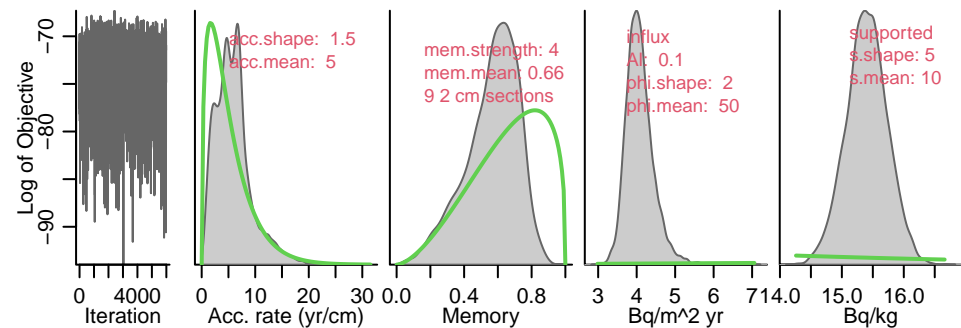 Log of Objective
−70
−80
−90
0
4000
Iteration
acc.shape: 1.5
acc.mean: 5
0 10 20 30
Acc. rate (yr/cm)
mem.strength: 4
mem.mean: 0.66
9 2 cm sections
0.0 0.4 0.8
Memory
influx
Al: 0.1
phi.shape: 2
phi.mean: 50
3 4 5 6 7
Bq/m^2 yr
supported
s.shape: 5
s.mean: 10
14.0 15.0 16.0
Bq/kg